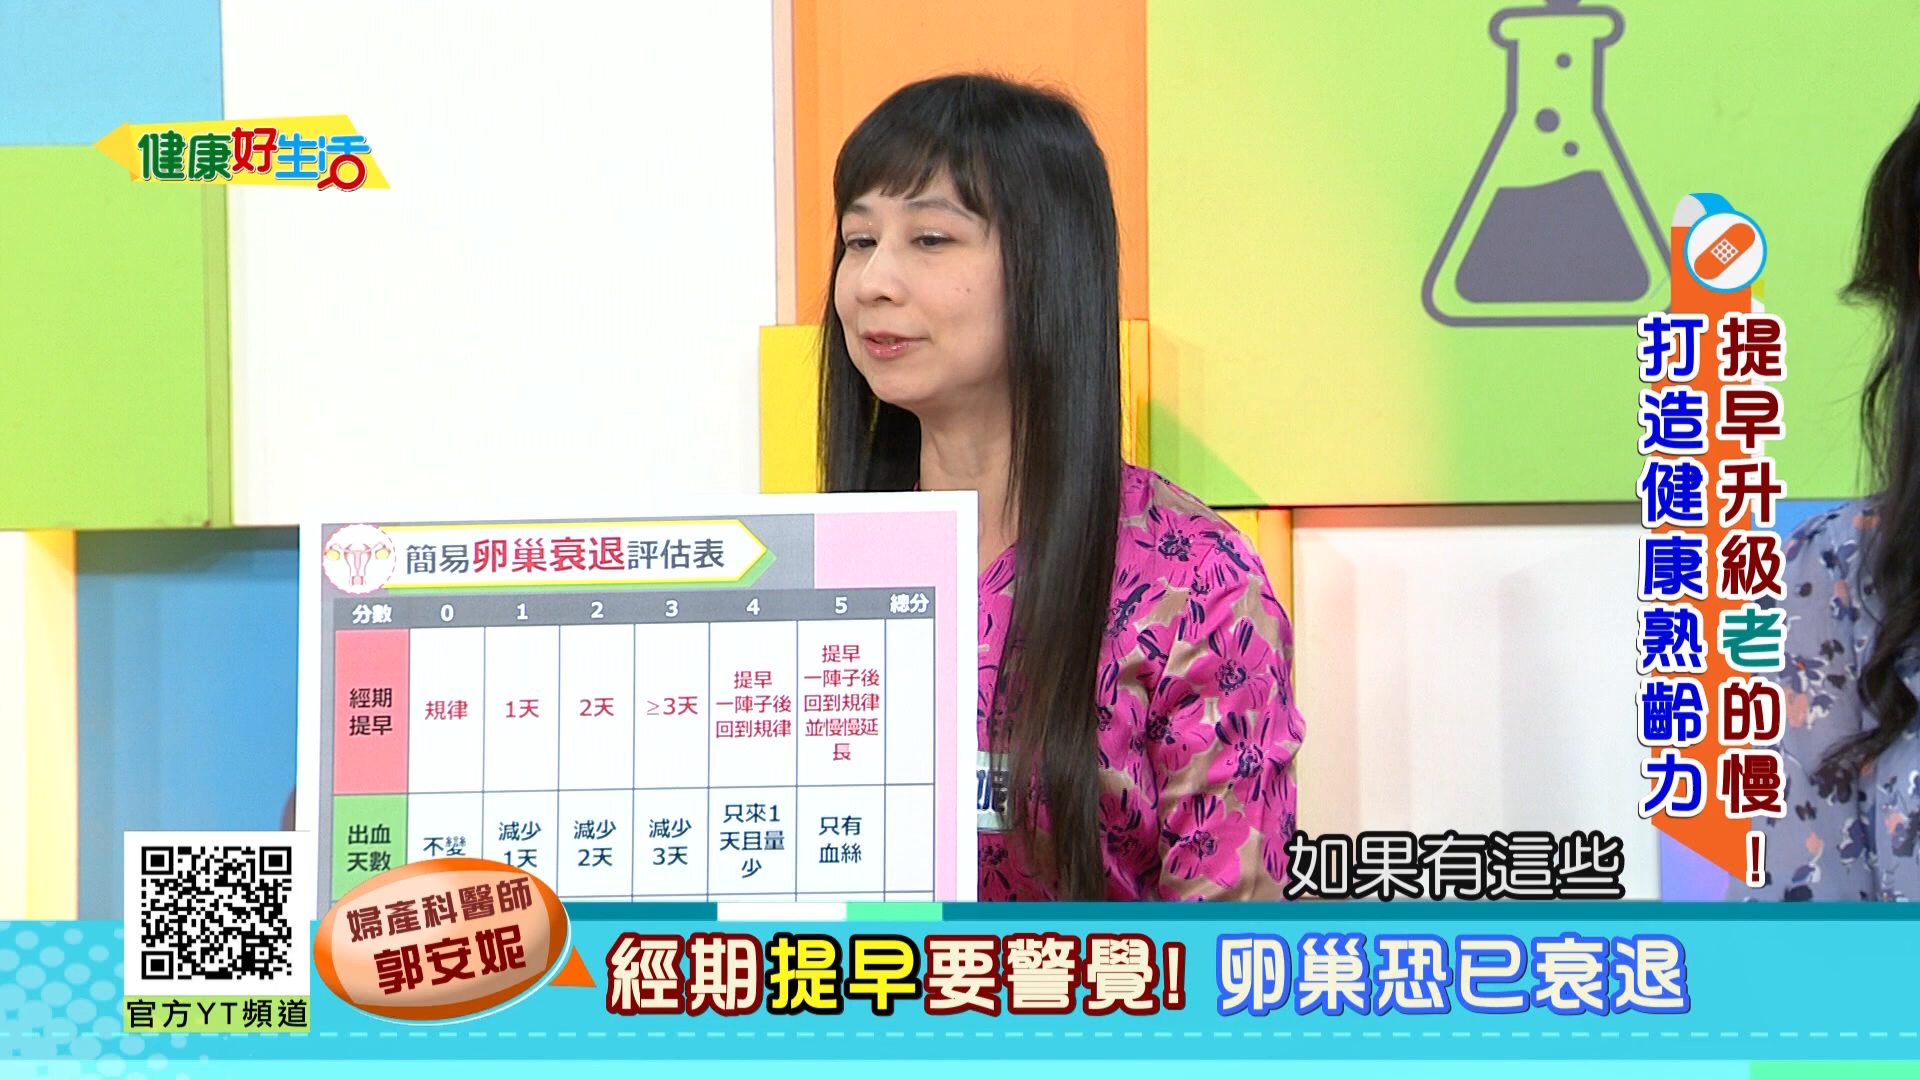 健康好生活
提早升級老的慢！
打造健康熟齡力
簡易卵巢衰退評估表
分數 0 1 2 3 4 5 總分
經期提早 規律 1天 2天 ≥3天 提早一陣子後回到規律 提早一陣子後回到規律並慢慢延長
出血天數 不變 減少1天 減少2天 減少3天 只來1天且量少 只有血絲
妮
如果有這些
官方YT頻道
婦產科醫師
郭安妮
經期提早要警覺! 卵巢恐已衰退